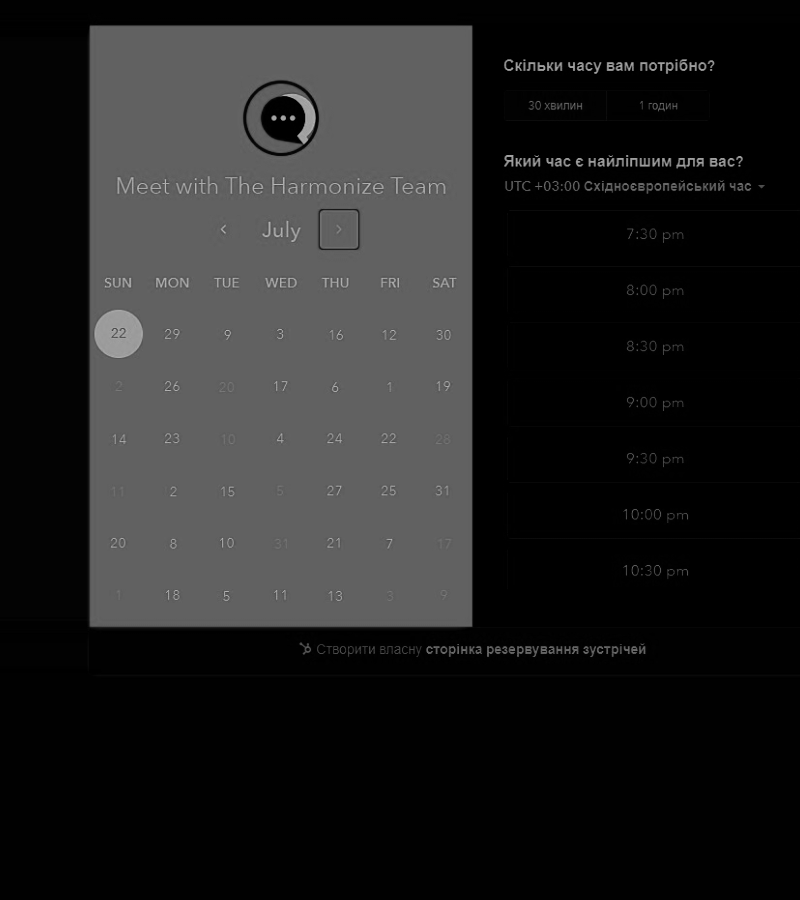 Meet with The Harmonize Team
July
SUN MON TUE WED THU FRI SAT
22 29 9 3 16 12 30
2 26 20 17 6 1 19
14 23 10 4 24 22 28
11 2 15 5 27 25 31
20 8 10 31 21 7 17
1 18 5 11 13 3 9
Скільки часу вам потрібно?
30 хвилин 1 годин
Який час є найліпшим для вас?
UTC +03:00 Східноєвропейський час
7:30 pm
8:00 pm
8:30 pm
9:00 pm
9:30 pm
10:00 pm
10:30 pm
Створити власну сторінка резервування зустрічей